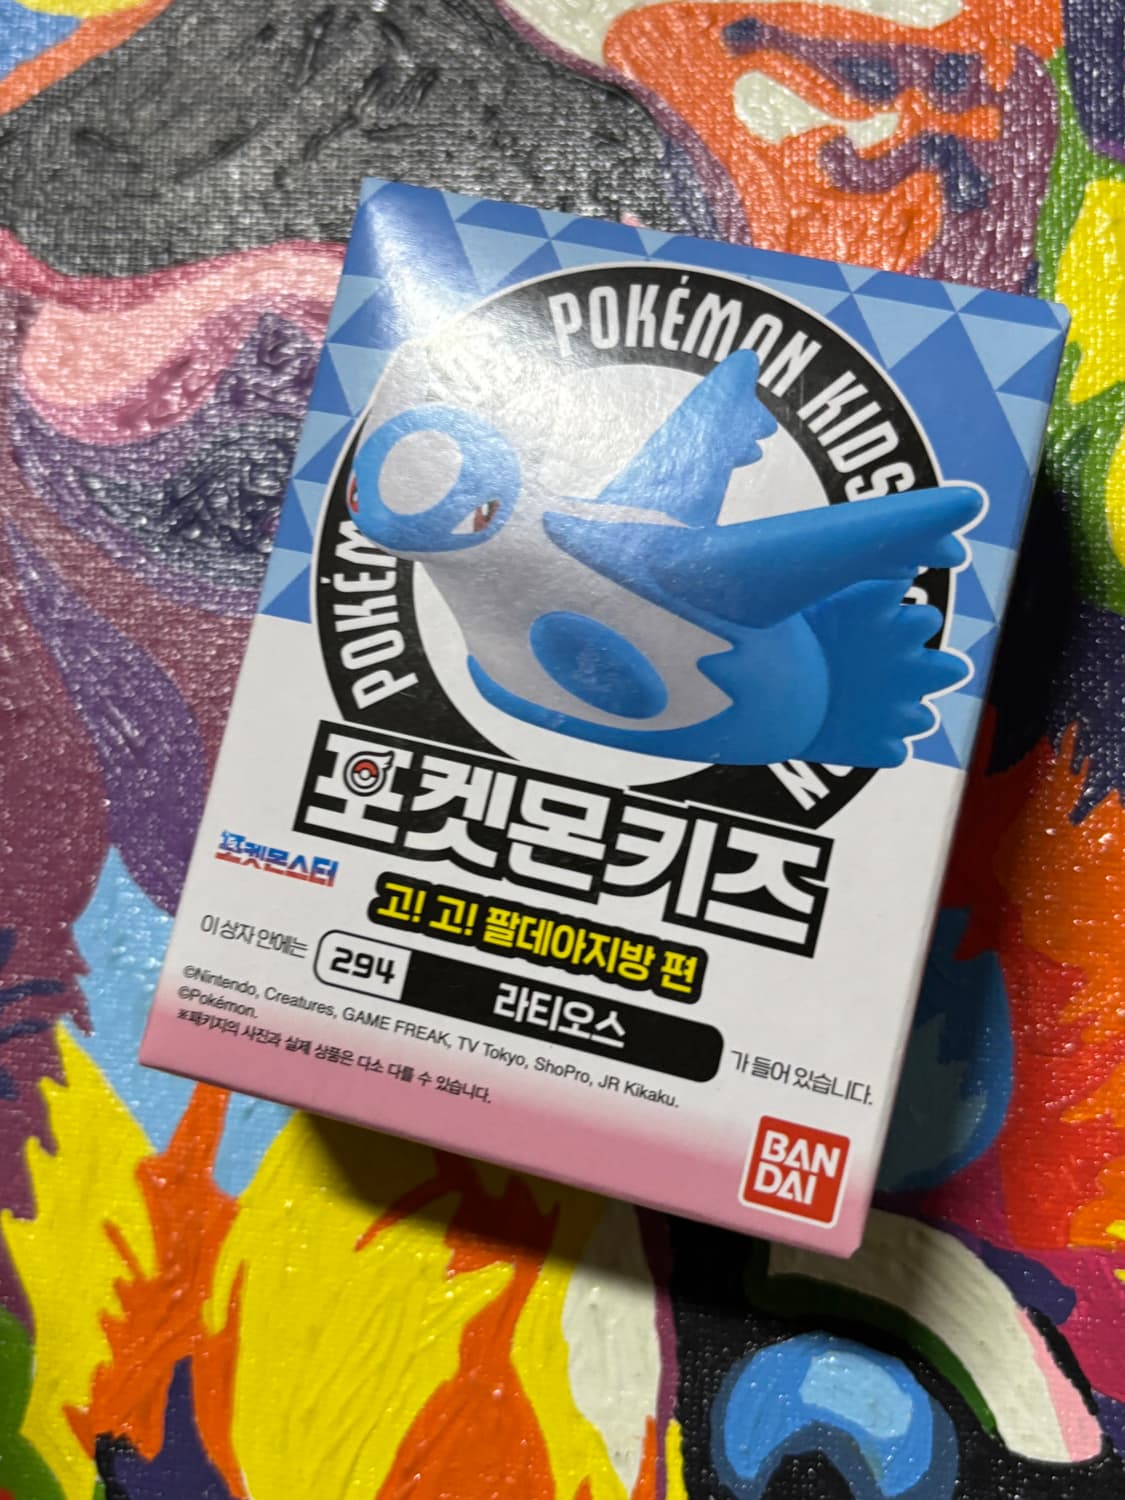 POKÉMON KIDS
POKÉM
포켓몬키즈
포켓몬스터
고! 고! 팔데아지방 편
이 상자 안에는 294 라티오스 가 들어 있습니다.
©Nintendo, Creatures, GAME FREAK, TV Tokyo, ShoPro, JR Kikaku.
©Pokémon.
※패키지의 사진과 실제 상품은 다소 다를 수 있습니다.
BAN
DAI